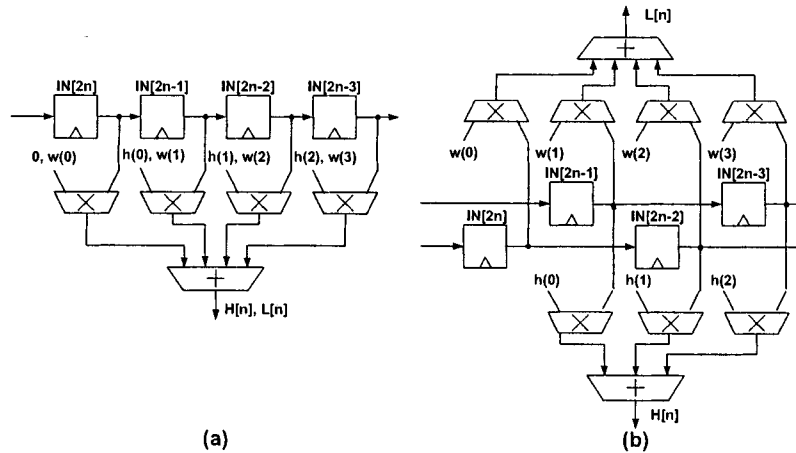 IN[2n] IN[2n-1] IN[2n-2] IN[2n-3]
0, w(0) h(0), w(1) h(1), w(2) h(2), w(3)
H[n], L[n]
(a)
L[n]
w(0) w(1) w(2) w(3)
IN[2n-1] IN[2n-3]
IN[2n] IN[2n-2]
h(0) h(1) h(2)
H[n]
(b)